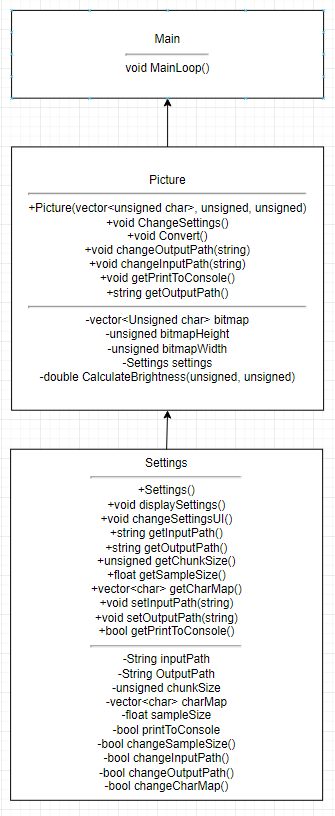 Main
void MainLoop()
Picture
+Picture(vector<unsigned char>, unsigned, unsigned)
+void ChangeSettings()
+void Convert()
+void changeOutputPath(string)
+void changeInputPath(string)
+void getPrintToConsole()
+string getOutputPath()
-vector<Unsigned char> bitmap
-unsigned bitmapHeight
-unsigned bitmapWidth
-Settings settings
-double CalculateBrightness(unsigned, unsigned)
Settings
+Settings()
+void displaySettings()
+void changeSettingsUI()
+string getInputPath()
+string getOutputPath()
+unsigned getChunkSize()
+float getSampleSize()
+vector<char> getCharMap()
+void setInputPath(string)
+void setOutputPath(string)
+bool getPrintToConsole()
-String inputPath
-String OutputPath
-unsigned chunkSize
-vector<char> charMap
-float sampleSize
-bool printToConsole
-bool changeSampleSize()
-bool changeInputPath()
-bool changeOutputPath()
-bool changeCharMap()